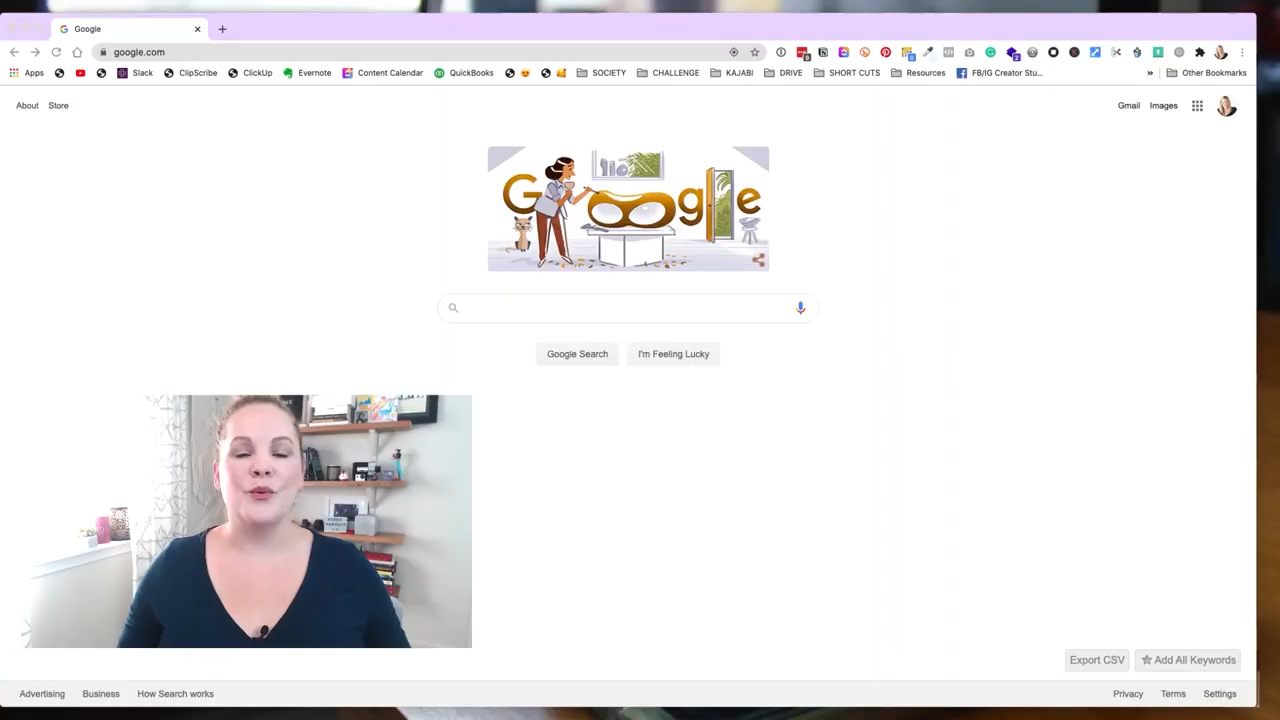 Google
google.com
Apps
Slack
ClipScribe
ClickUp
Evernote
Content Calendar
QuickBooks
SOCIETY
CHALLENGE
KAJABI
DRIVE
SHORT CUTS
Resources
FB/IG Creator Stu...
»
Other Bookmarks
About
Store
Gmail
Images
Google
Google Search
I'm Feeling Lucky
Export CSV
Add All Keywords
Advertising
Business
How Search works
Privacy
Terms
Settings